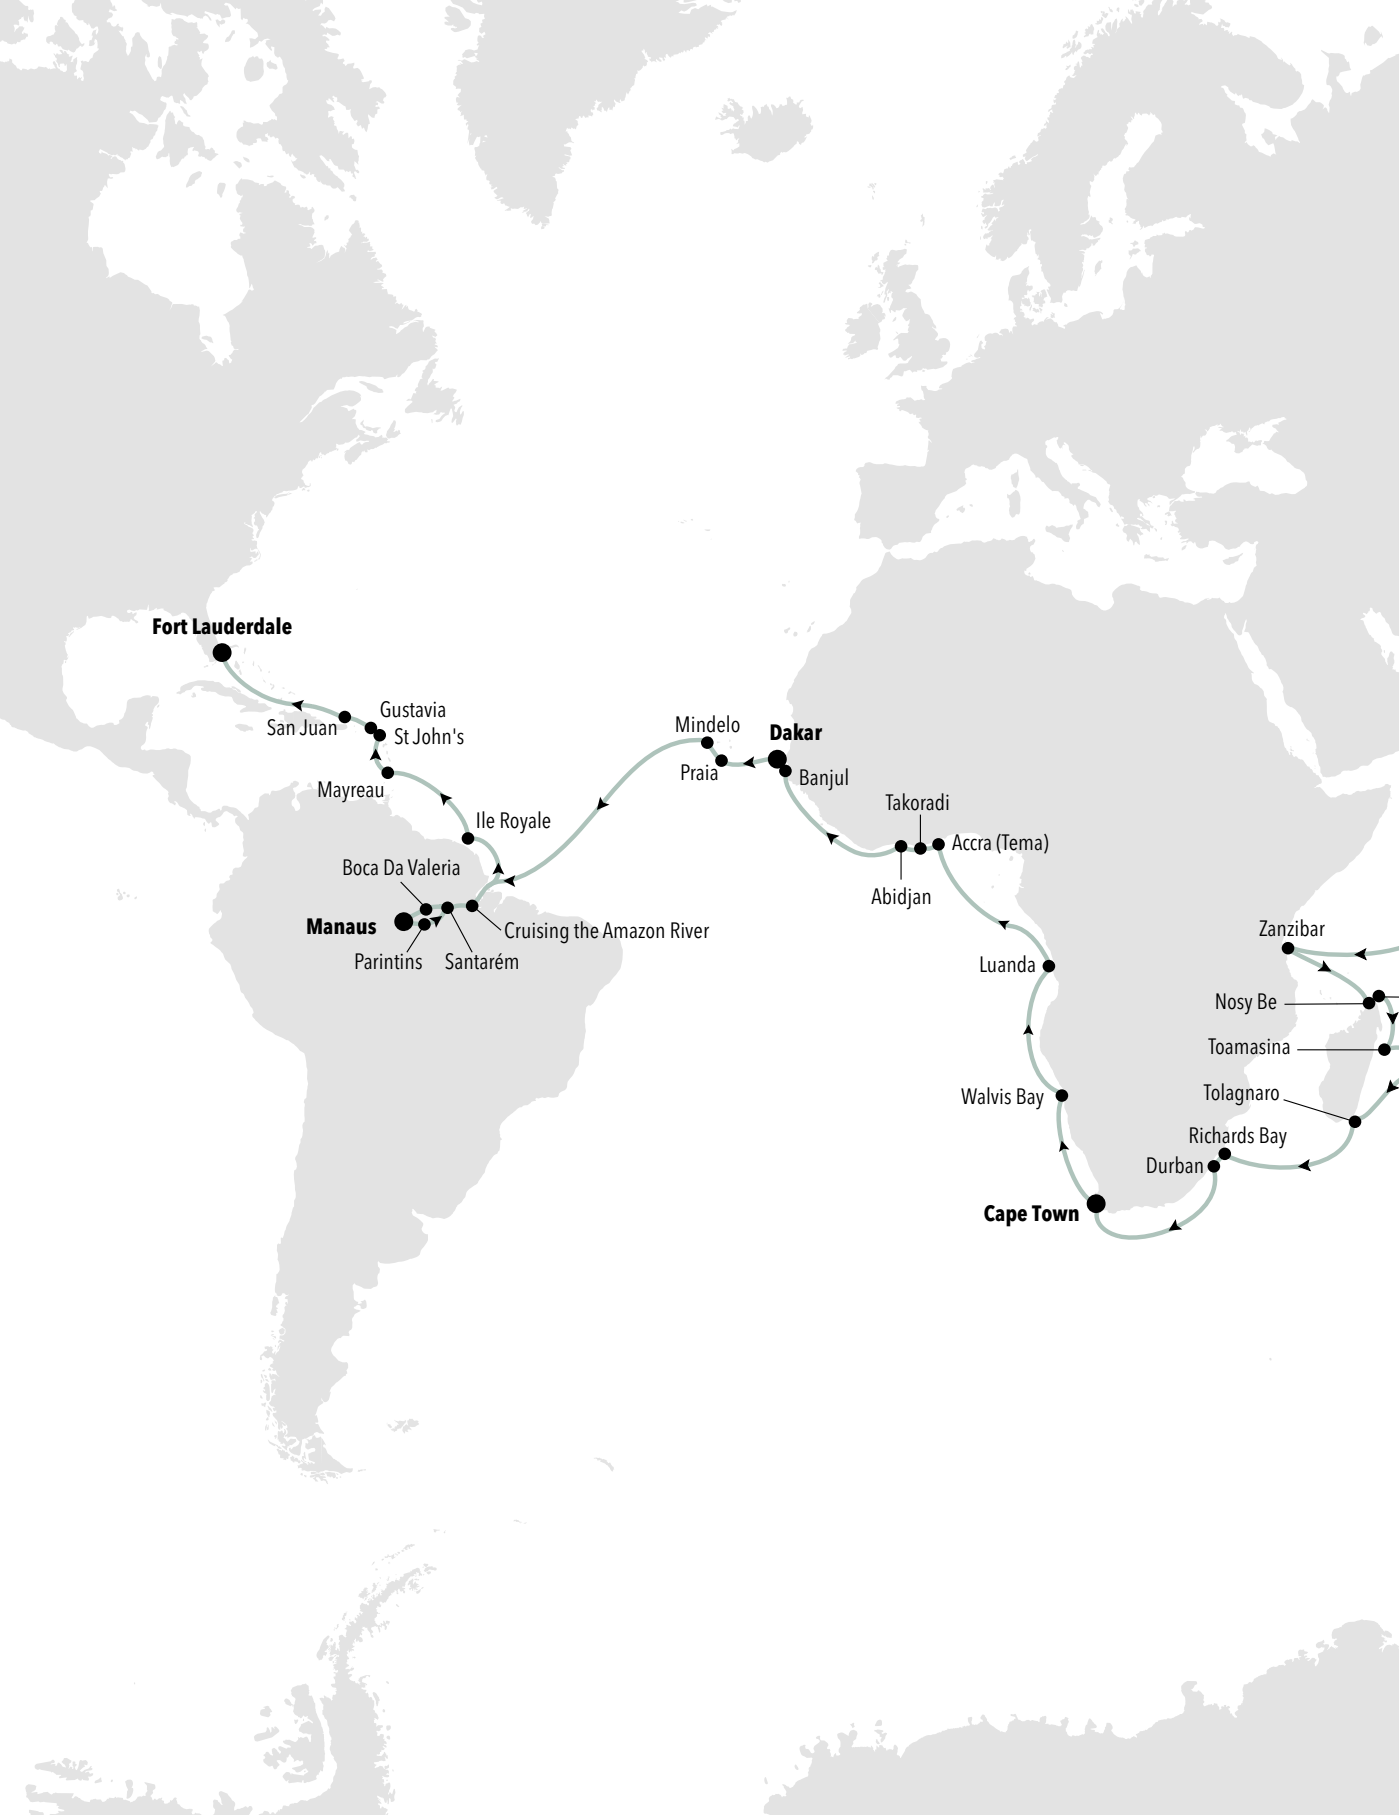 Fort Lauderdale
Gustavia
San Juan
St John's
Mindelo
Dakar
Praia
Banjul
Mayreau
Takoradi
Ile Royale
Accra (Tema)
Boca Da Valeria
Abidjan
Manaus
Cruising the Amazon River
Zanzibar
Parintins
Santarém
Luanda
Nosy Be
Toamasina
Walvis Bay
Tolagnaro
Richards Bay
Durban
Cape Town